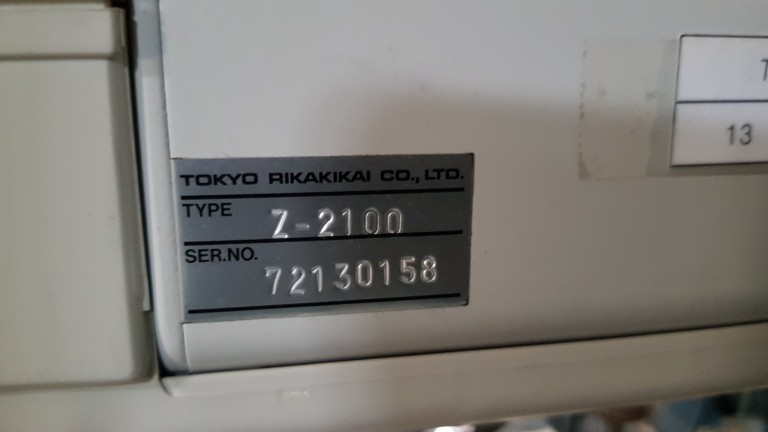 TOKYO RIKAKIKAI CO., LTD.
TYPE Z-2100
SER.NO. 72130158
13